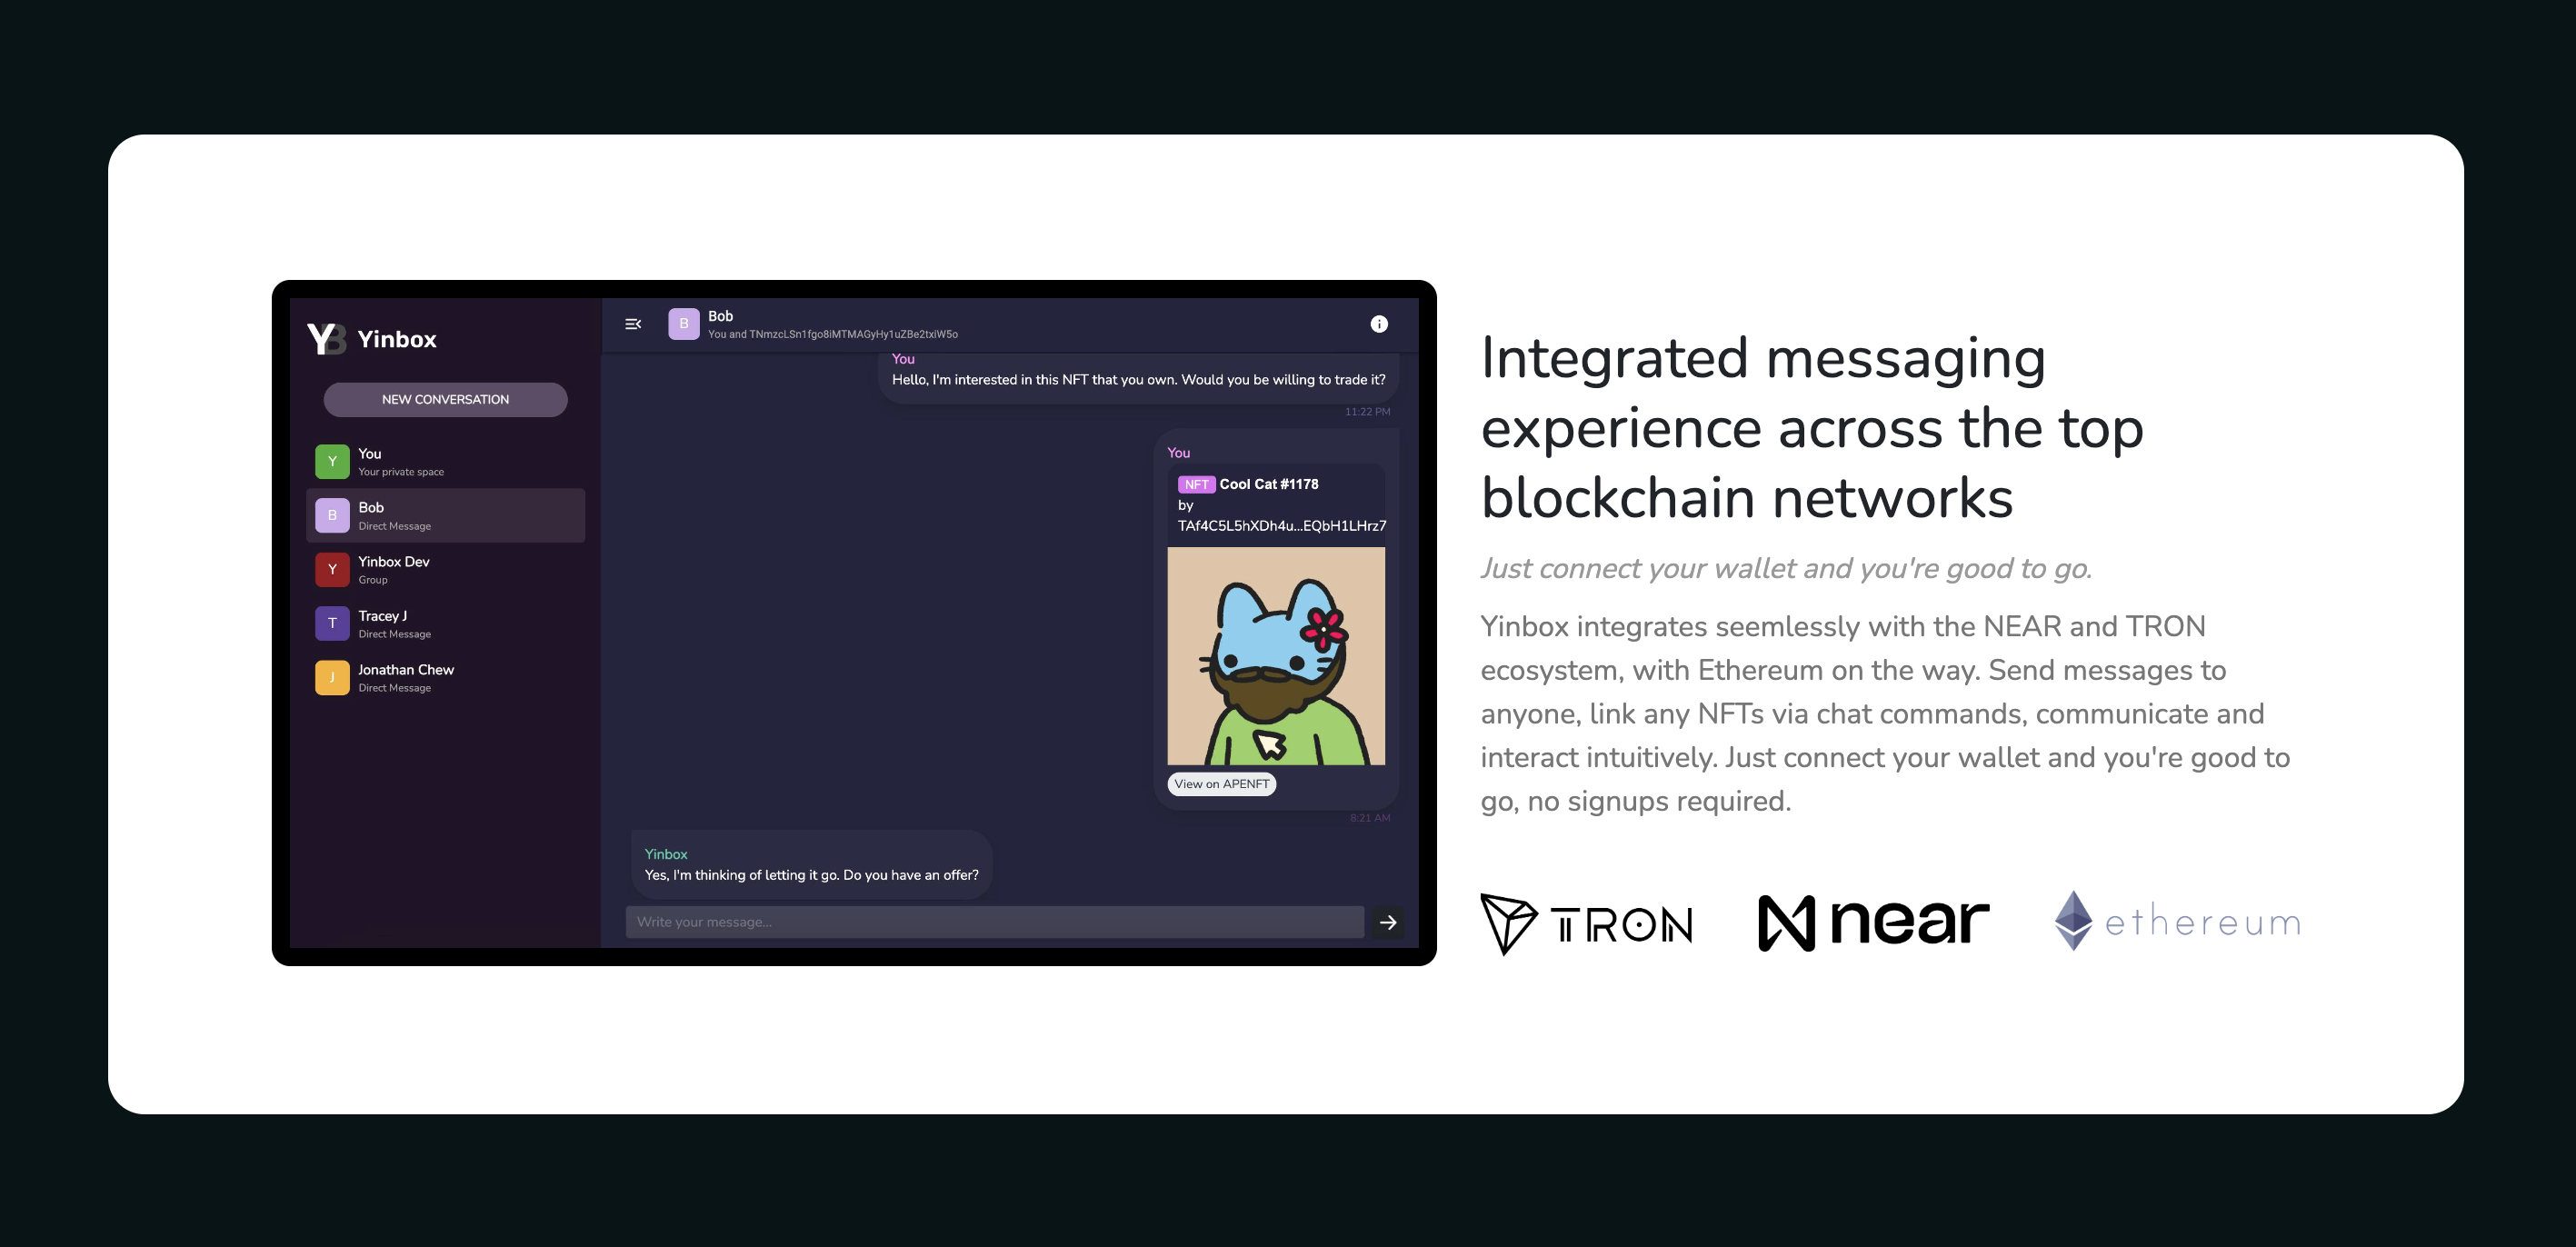 YB Yinbox
NEW CONVERSATION
Y
You
Your private space
B
Bob
Direct Message
Y
Yinbox Dev
Group
T
Tracey J
Direct Message
J
Jonathan Chew
Direct Message
B
Bob
You and TNmzcLSn1fgo8iMTMAGyHy1uZBe2txiW5o
You
Hello, I'm interested in this NFT that you own. Would you be willing to trade it?
11:22 PM
You
NFT Cool Cat #1178
by
TAf4C5L5hXDh4u...EQbH1LHrz7
View on APENFT
8:21 AM
Yinbox
Yes, I'm thinking of letting it go. Do you have an offer?
Write your message...
Integrated messaging
experience across the top
blockchain networks
Just connect your wallet and you're good to go.
Yinbox integrates seemlessly with the NEAR and TRON
ecosystem, with Ethereum on the way. Send messages to
anyone, link any NFTs via chat commands, communicate and
interact intuitively. Just connect your wallet and you're good to
go, no signups required.
TRON near ethereum